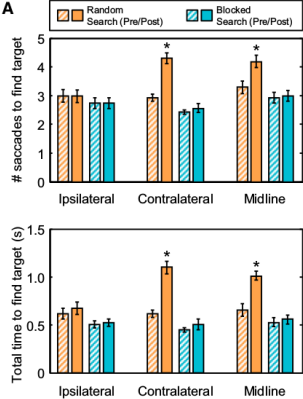 A
Random
Search (Pre/Post)
Blocked
Search (Pre/Post)
# saccades to find target
5
4
3
2
1
0
*
*
Ipsilateral
Contralateral
Midline
Total time to find target (s)
1.5
1.0
0.5
0
*
*
Ipsilateral
Contralateral
Midline